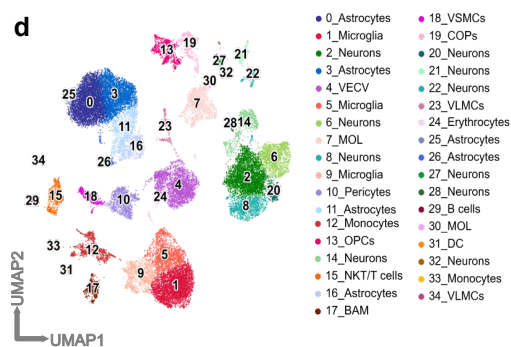 d
0_Astrocytes
1_Microglia
2_Neurons
3_Astrocytes
4_VECV
5_Microglia
6_Neurons
7_MOL
8_Neurons
9_Microglia
10_Pericytes
11_Astrocytes
12_Monocytes
13_OPCs
14_Neurons
15_NKT/T cells
16_Astrocytes
17_BAM
18_VSMCs
19_COPs
20_Neurons
21_Neurons
22_Neurons
23_VLMCs
24_Erythrocytes
25_Astrocytes
26_Astrocytes
27_Neurons
28_Neurons
29_B cells
30_MOL
31_DC
32_Neurons
33_Monocytes
34_VLMCs
19
13
21
27
32
30
22
25
0
3
7
11
23
28
14
16
26
6
34
2
29
15
18
10
24
4
20
8
33
12
5
31
9
17
1
UMAP2
UMAP1